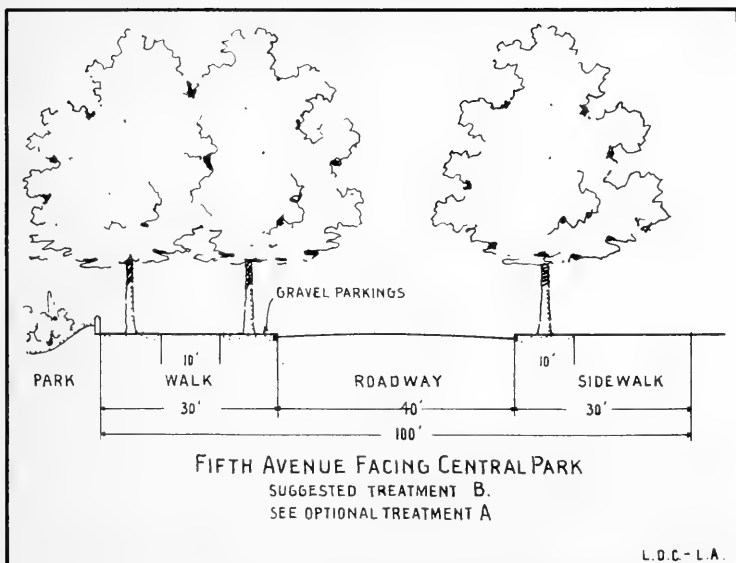 GRAVEL PARKINGS
10' 10'
PARK WALK ROADWAY SIDEWALK
30' 40' 30'
100'
FIFTH AVENUE FACING CENTRAL PARK
SUGGESTED TREATMENT B.
SEE OPTIONAL TREATMENT A
L.D.C.-L.A.